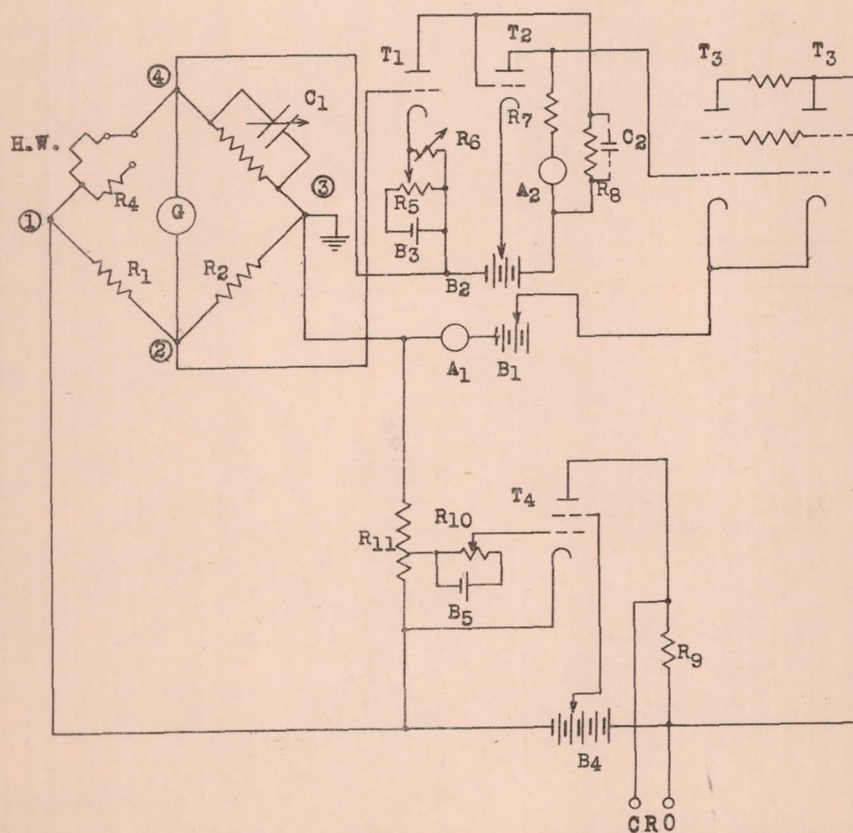 T2
T1
T3 T3
④
C1
H.W.
R6
R7
C2
R4
A2
③
R5
R8
①
G
B3
R1
R2
B2
②
A1
B1
T4
R10
R11
B5
R9
B4
CRO